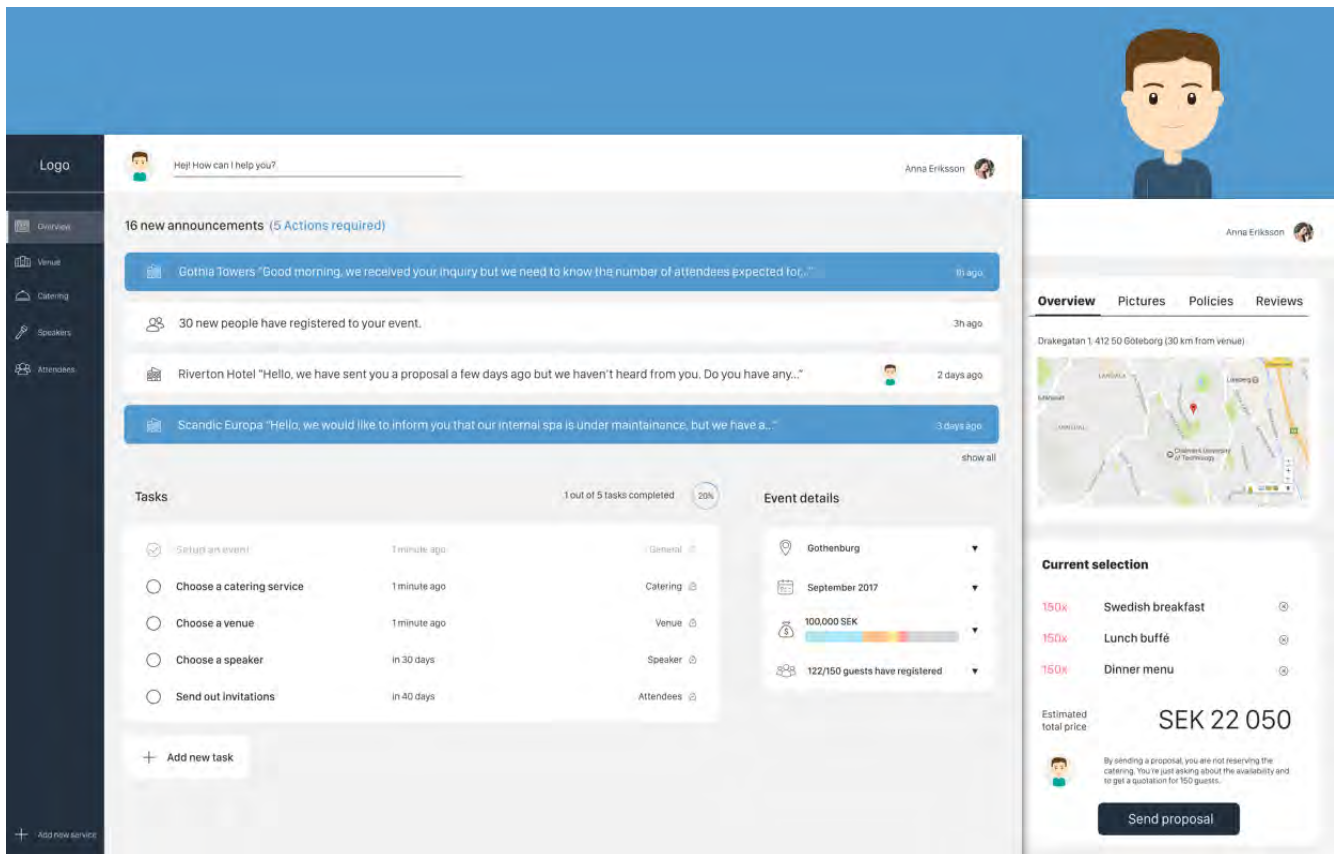 Logo
Overview
Venue
Catering
Speakers
Attendees
Add new service
Hej! How can I help you?
Anna Eriksson
16 new announcements (5 Actions required)
Gothia Towers "Good morning, we received your inquiry but we need to know the number of attendees expected for,.."
1h ago
30 new people have registered to your event.
3h ago
Riverton Hotel "Hello, we have sent you a proposal a few days ago but we haven't heard from you. Do you have any..."
2 days ago
Scandic Europa "Hello, we would like to inform you that our internal spa is under maintainance, but we have a..."
3 days ago
show all
Tasks
1 out of 5 tasks completed
20%
Setup an event
1 minute ago
General
Choose a catering service
1 minute ago
Catering
Choose a venue
1 minute ago
Venue
Choose a speaker
in 30 days
Speaker
Send out invitations
in 40 days
Attendees
Add new task
Event details
Gothenburg
September 2017
100,000 SEK
122/150 guests have registered
Anna Eriksson
Overview Pictures Policies Reviews
Drakegatan 1, 412 50 Göteborg (30 km from venue)
Chalmers University
of Technology
Current selection
150x Swedish breakfast
150x Lunch buffé
150x Dinner menu
Estimated
total price
SEK 22 050
By sending a proposal, you are not reserving the
catering. You're just asking about the availability and
to get a quotation for 150 guests.
Send proposal